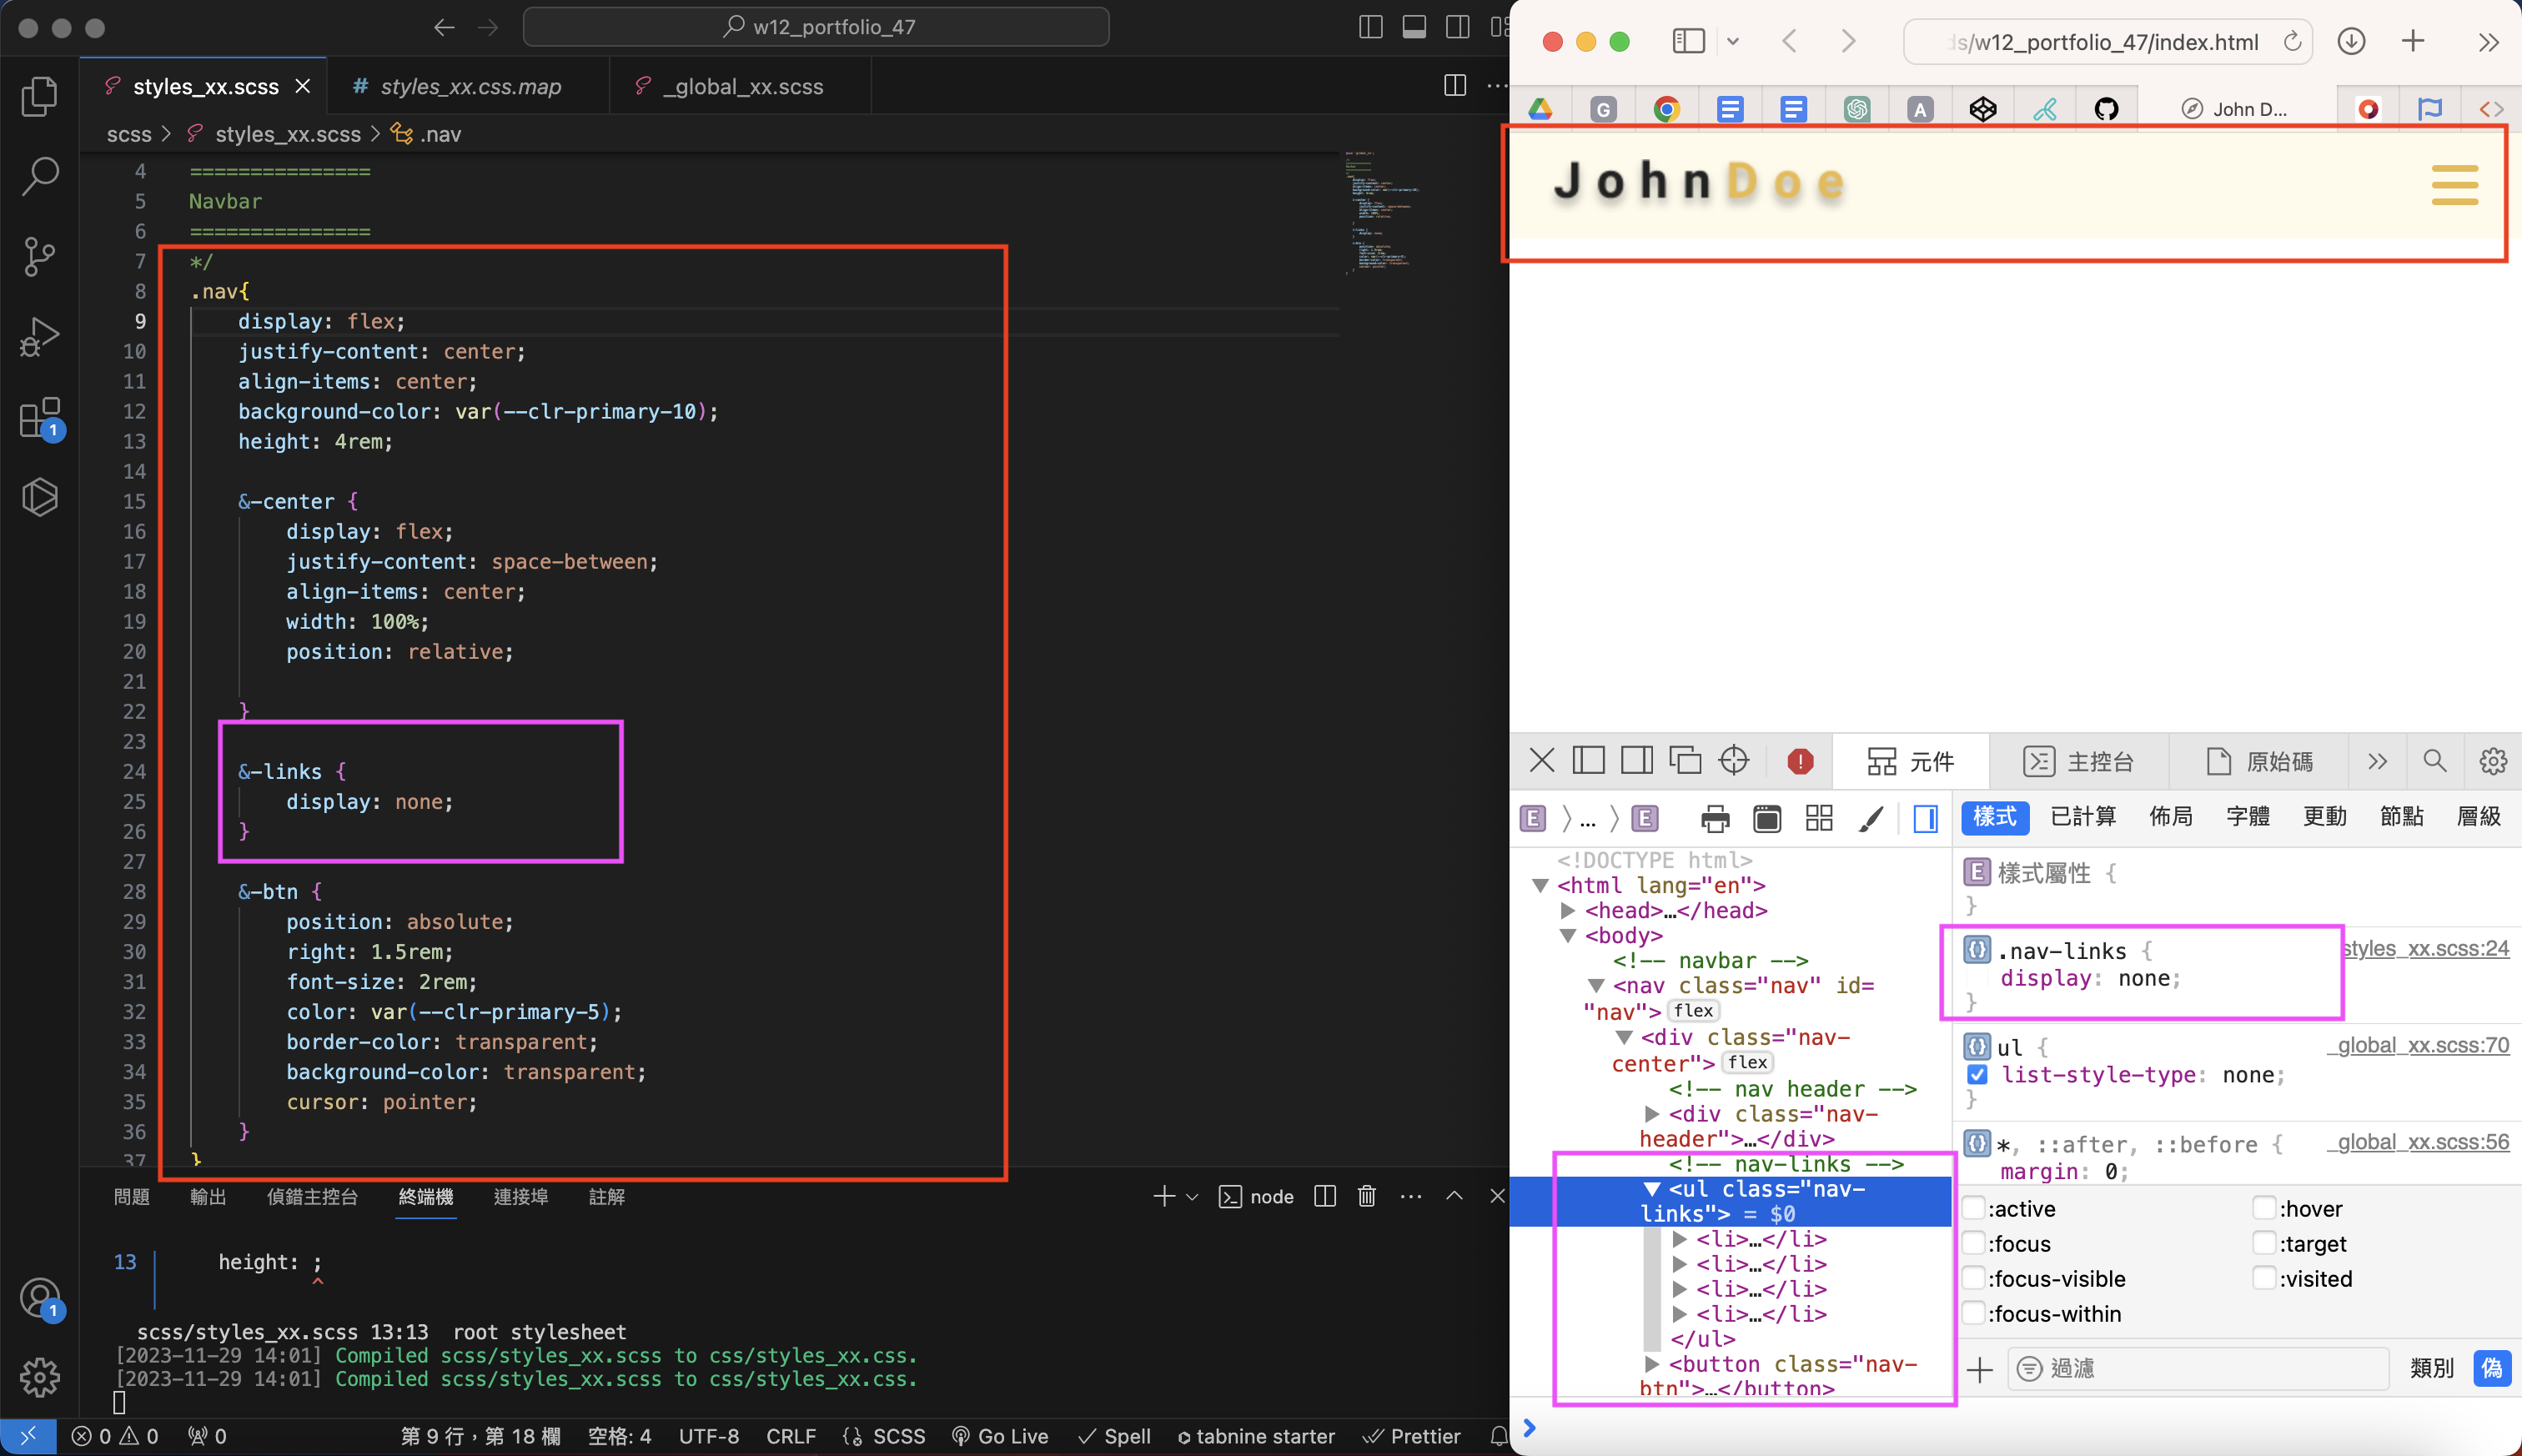 w12_portfolio_47
styles_xx.scss
# styles_xx.css.map
_global_xx.scss
scss > styles_xx.scss > .nav
4 ===============
5 Navbar
6 ===============
7 */
8 .nav{
9 display: flex;
10 justify-content: center;
11 align-items: center;
12 background-color: var(--clr-primary-10);
13 height: 4rem;
14
15 &-center {
16 display: flex;
17 justify-content: space-between;
18 align-items: center;
19 width: 100%;
20 position: relative;
21
22 }
23
24 &-links {
25 display: none;
26 }
27
28 &-btn {
29 position: absolute;
30 right: 1.5rem;
31 font-size: 2rem;
32 color: var(--clr-primary-5);
33 border-color: transparent;
34 background-color: transparent;
35 cursor: pointer;
36 }
37 }
1
1
問題 輸出 偵錯主控台 終端機 連接埠 註解
node
13 height: ;
^
scss/styles_xx.scss 13:13 root stylesheet
[2023-11-29 14:01] Compiled scss/styles_xx.scss to css/styles_xx.css.
[2023-11-29 14:01] Compiled scss/styles_xx.scss to css/styles_xx.css.
0 0 0 第 9 行，第 18 欄 空格: 4 UTF-8 CRLF SCSS Go Live Spell tabnine starter Prettier
ds/w12_portfolio_47/index.html
G A John D...
JohnDoe
元件 主控台 原始碼
E ... E
樣式 已計算 佈局 字體 更動 節點 層級
<!DOCTYPE html>
<html lang="en">
<head>…</head>
<body>
<!-- navbar -->
<nav class="nav" id=
"nav"> flex
<div class="nav-
center"> flex
<!-- nav header -->
<div class="nav-
header">…</div>
<!-- nav-links -->
<ul class="nav-
links"> = $0
<li>…</li>
<li>…</li>
<li>…</li>
<li>…</li>
</ul>
<button class="nav-
btn">…</button>
E 樣式屬性 {
}
.nav-links { styles_xx.scss:24
display: none;
}
ul { _global_xx.scss:70
list-style-type: none;
}
*, ::after, ::before { _global_xx.scss:56
margin: 0;
:active :hover
:focus :target
:focus-visible :visited
:focus-within
過濾 類別 偽